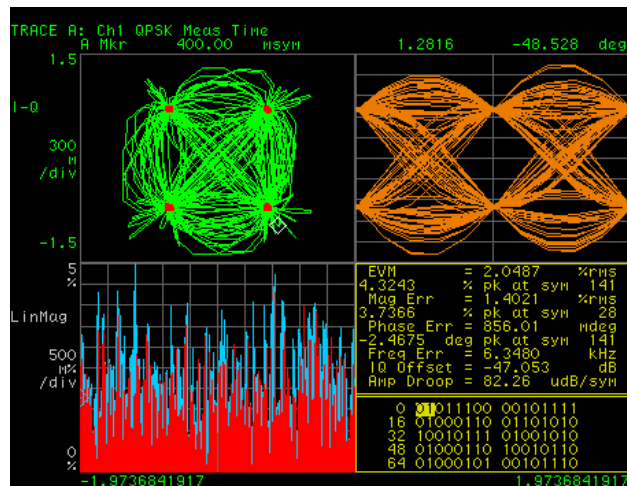 TRACE A: Ch1 QPSK Meas Time
A Mkr 400.00 msym 1.2816 -48.528 deg
1.5
I-Q
300
m
/div
-1.5
5
%
LinMag
500
m%
/div
0
%
-1.9736841917 1.9736841917
EVM = 2.0487 %rms
4.3243 % pk at sym 141
Mag Err = 1.4021 %rms
3.7366 % pk at sym 28
Phase Err = 856.01 mdeg
-2.4675 deg pk at sym 141
Freq Err = 6.3480 kHz
IQ Offset = -47.053 dB
Amp Droop = 82.26 udB/sym
0 01011100 00101111
16 01000110 01101010
32 10010111 01001010
48 01000110 10010110
64 01000101 00101110